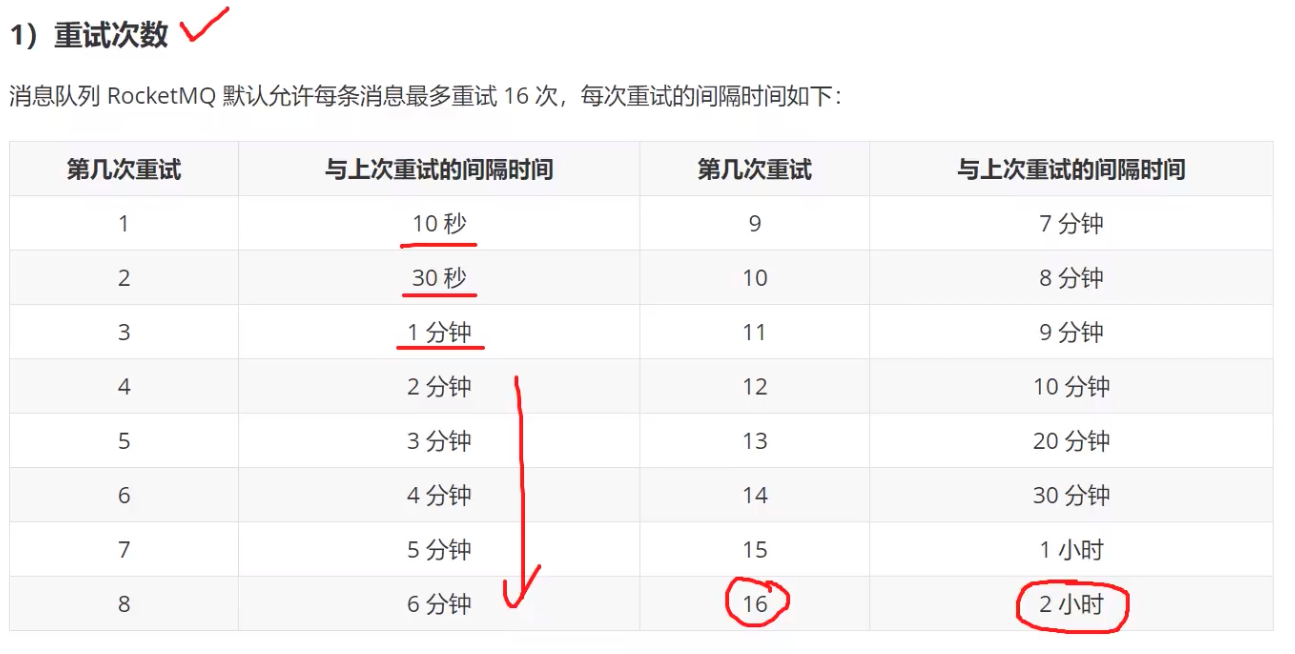 1）重试次数
消息队列 RocketMQ 默认允许每条消息最多重试 16 次，每次重试的间隔时间如下：
第几次重试 与上次重试的间隔时间 第几次重试 与上次重试的间隔时间
1 10 秒 9 7 分钟
2 30 秒 10 8 分钟
3 1 分钟 11 9 分钟
4 2 分钟 12 10 分钟
5 3 分钟 13 20 分钟
6 4 分钟 14 30 分钟
7 5 分钟 15 1 小时
8 6 分钟 16 2 小时